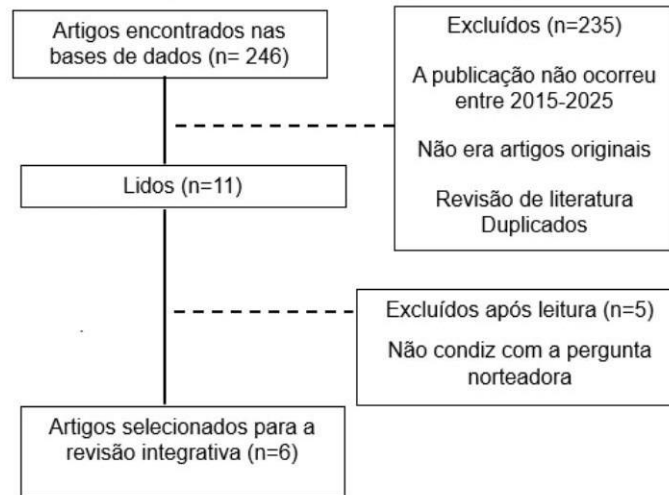 Artigos encontrados nas
bases de dados (n= 246)
Excluídos (n=235)
A publicação não ocorreu
entre 2015-2025
Não era artigos originais
Revisão de literatura
Duplicados
Lidos (n=11)
Excluídos após leitura (n=5)
Não condiz com a pergunta
norteadora
Artigos selecionados para a
revisão integrativa (n=6)